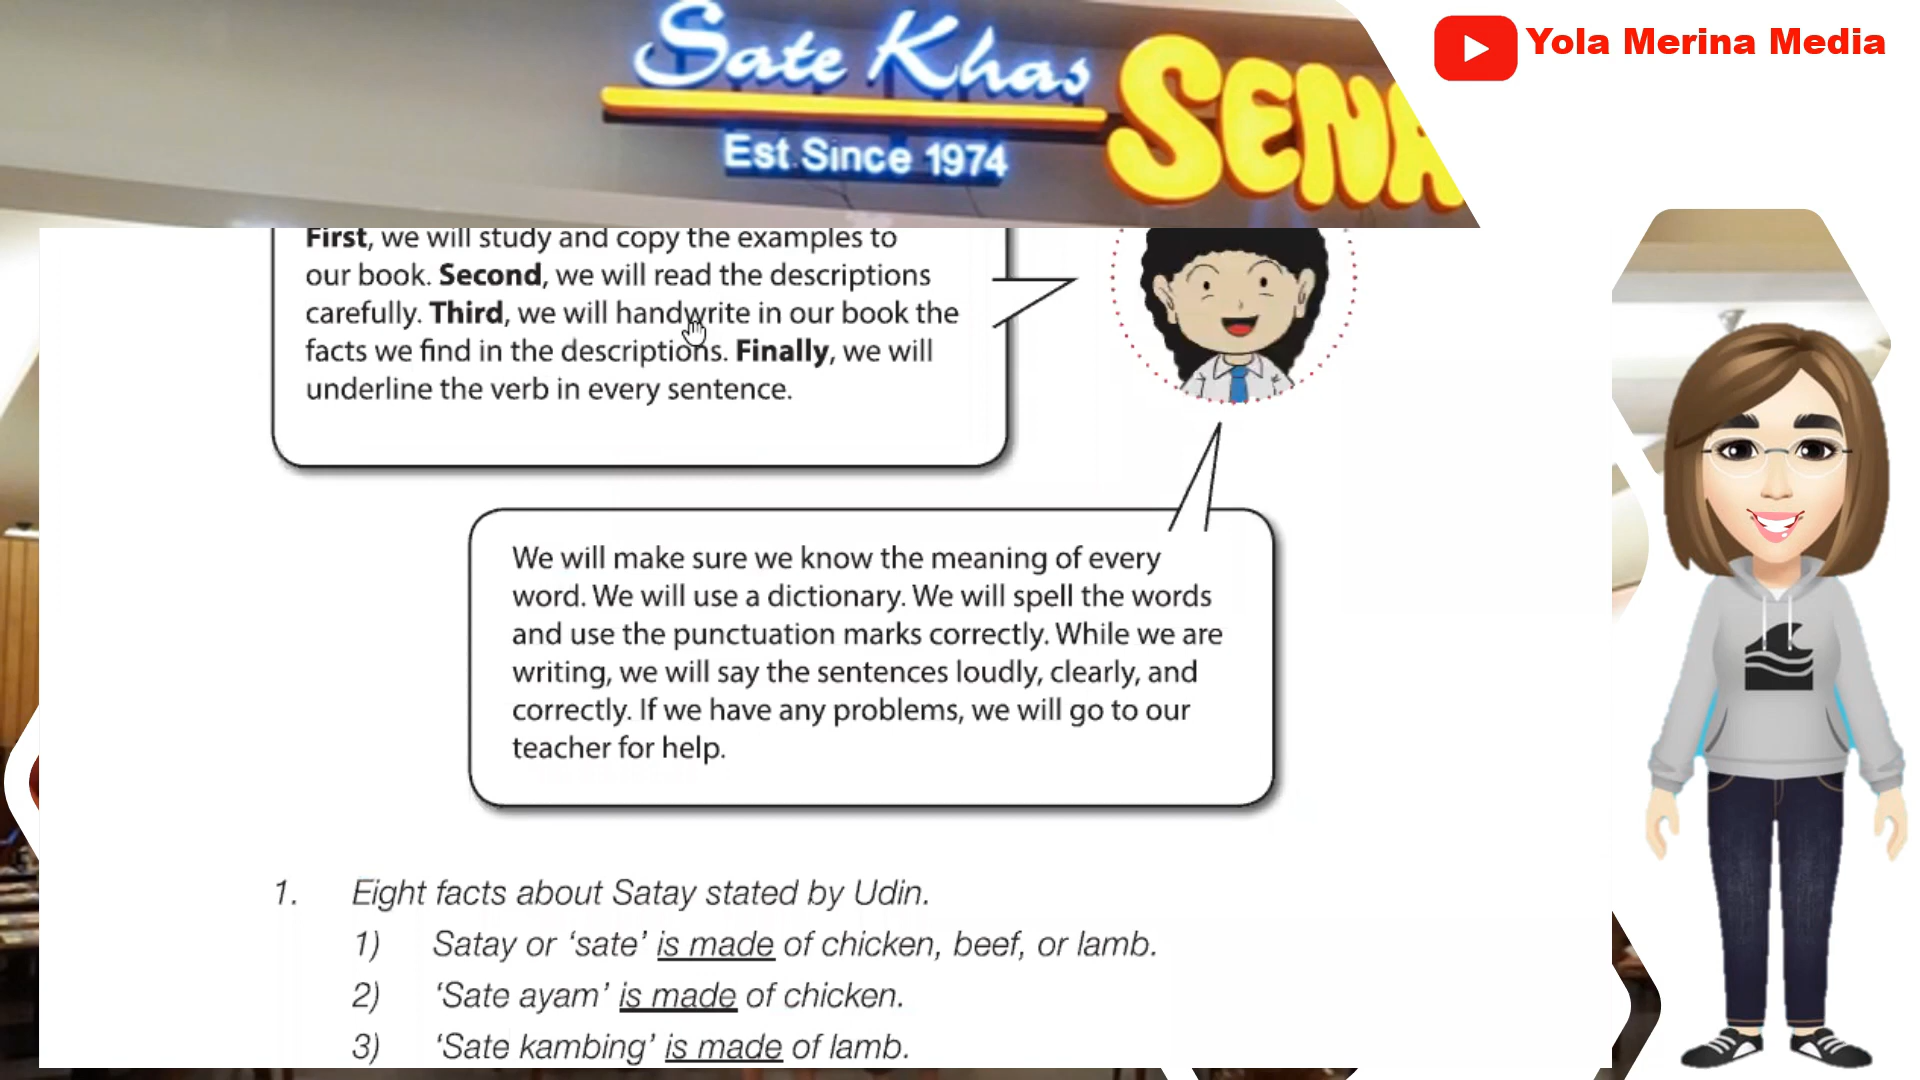 Sate Khas
Est Since 1974
SENA
Yola Merina Media
First, we will study and copy the examples to
our book. Second, we will read the descriptions
carefully. Third, we will handwrite in our book the
facts we find in the descriptions. Finally, we will
underline the verb in every sentence.
We will make sure we know the meaning of every
word. We will use a dictionary. We will spell the words
and use the punctuation marks correctly. While we are
writing, we will say the sentences loudly, clearly, and
correctly. If we have any problems, we will go to our
teacher for help.
1. Eight facts about Satay stated by Udin.
1) Satay or ‘sate’ is made of chicken, beef, or lamb.
2) ‘Sate ayam’ is made of chicken.
3) ‘Sate kambing’ is made of lamb.